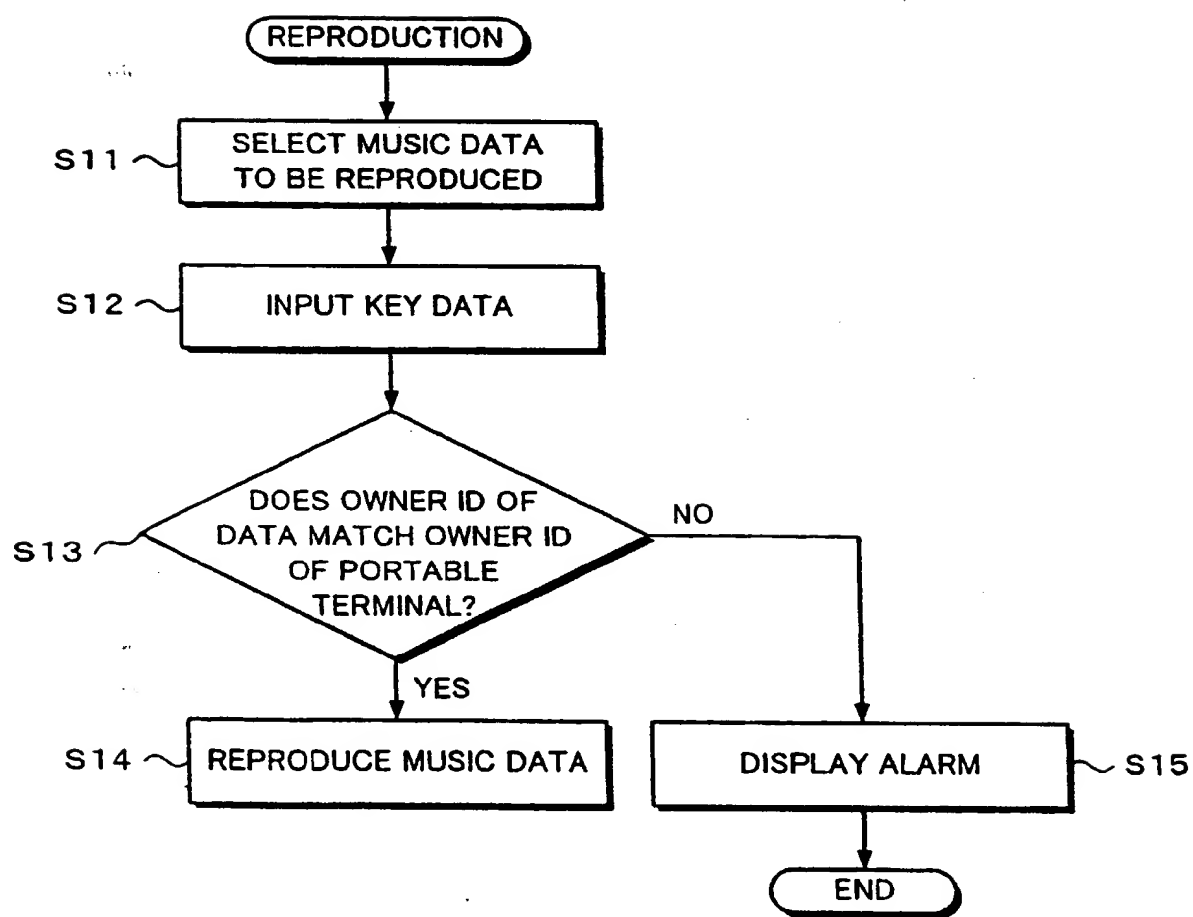 REPRODUCTION
S11
SELECT MUSIC DATA
TO BE REPRODUCED
S12
INPUT KEY DATA
S13
DOES OWNER ID OF
DATA MATCH OWNER ID
OF PORTABLE
TERMINAL?
NO
YES
S14
REPRODUCE MUSIC DATA
DISPLAY ALARM
S15
END